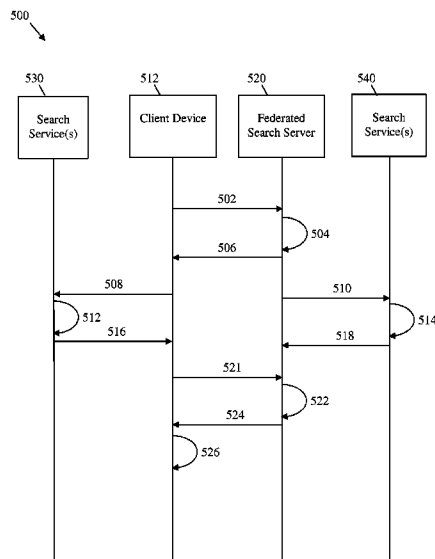 500
530
512
520
540
Search
Service(s)
Client Device
Federated
Search Server
Search
Service(s)
502
504
506
508
510
512
514
516
518
521
522
524
526